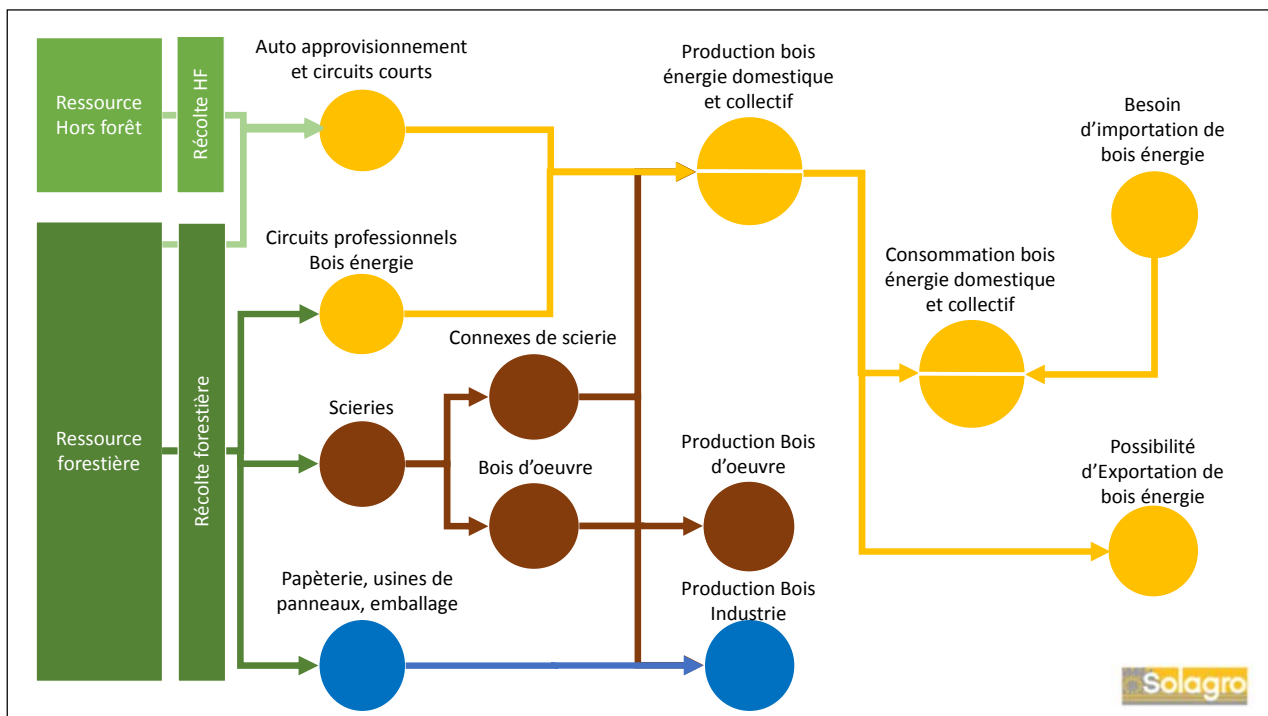 Ressource
Hors forêt
Récolte HF
Ressource
forestière
Récolte forestière
Auto approvisionnement
et circuits courts
Circuits professionnels
Bois énergie
Scieries
Papèterie, usines de
panneaux, emballage
Connexes de scierie
Bois d'oeuvre
Production bois
énergie domestique
et collectif
Production Bois
d'oeuvre
Production Bois
Industrie
Consommation bois
énergie domestique
et collectif
Besoin
d'importation de
bois énergie
Possibilité
d'Exportation de
bois énergie
Solagro